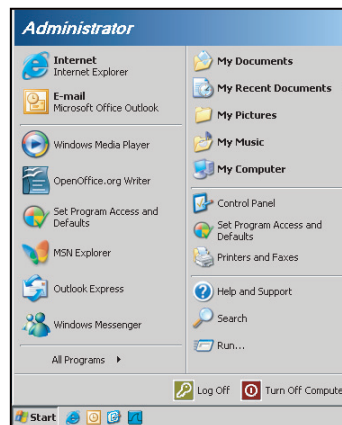 Administrator
Internet
Internet Explorer
E-mail
Microsoft Office Outlook
Windows Media Player
OpenOffice.org Writer
Set Program Access and
Defaults
MSN Explorer
Outlook Express
Windows Messenger
All Programs
My Documents
My Recent Documents
My Pictures
My Music
My Computer
Control Panel
Set Program Access and
Defaults
Printers and Faxes
Help and Support
Search
Run...
Log Off
Turn Off Compute
Start